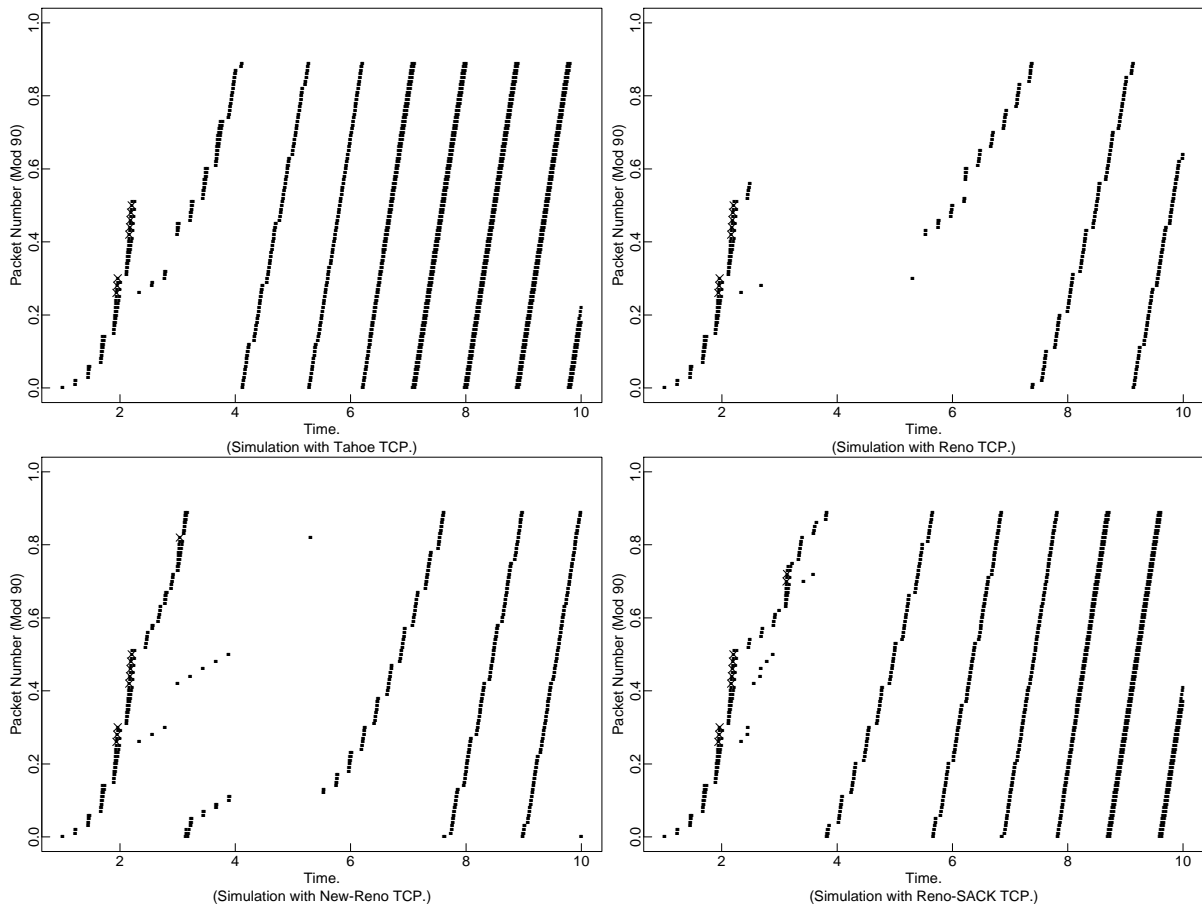 Packet Number (Mod 90)
0.0 0.2 0.4 0.6 0.8 1.0
2 4 6 8 10
Time.
(Simulation with Tahoe TCP.)
Packet Number (Mod 90)
0.0 0.2 0.4 0.6 0.8 1.0
2 4 6 8 10
Time.
(Simulation with Reno TCP.)
Packet Number (Mod 90)
0.0 0.2 0.4 0.6 0.8 1.0
2 4 6 8 10
Time.
(Simulation with New-Reno TCP.)
Packet Number (Mod 90)
0.0 0.2 0.4 0.6 0.8 1.0
2 4 6 8 10
Time.
(Simulation with Reno-SACK TCP.)